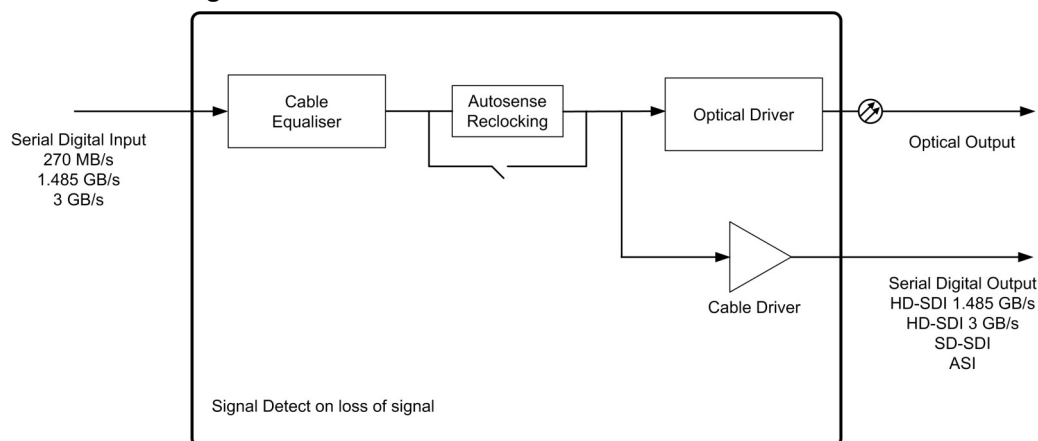 Cable
Equaliser
Autosense
Reclocking
Optical Driver
Serial Digital Input
270 MB/s
1.485 GB/s
3 GB/s
Optical Output
Cable Driver
Serial Digital Output
HD-SDI 1.485 GB/s
HD-SDI 3 GB/s
SD-SDI
ASI
Signal Detect on loss of signal